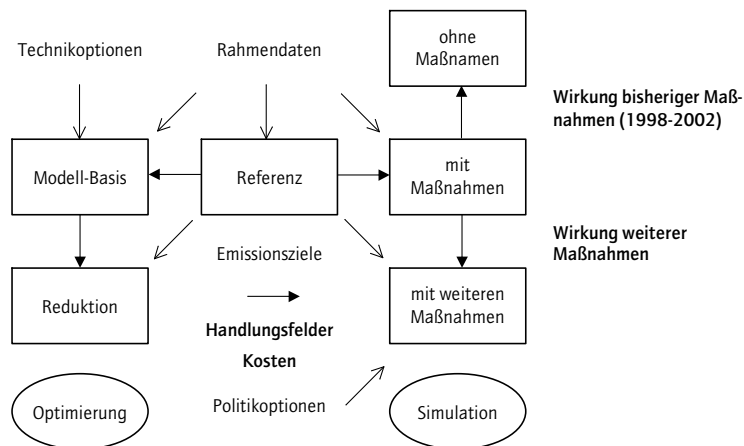 Technikoptionen
Rahmendaten
ohne
Maßnamen
Wirkung bisheriger Maß-
nahmen (1998-2002)
Modell-Basis
Referenz
mit
Maßnahmen
Wirkung weiterer
Maßnahmen
Emissionsziele
Reduktion
mit weiteren
Maßnahmen
Handlungsfelder
Kosten
Politikoptionen
Optimierung
Simulation